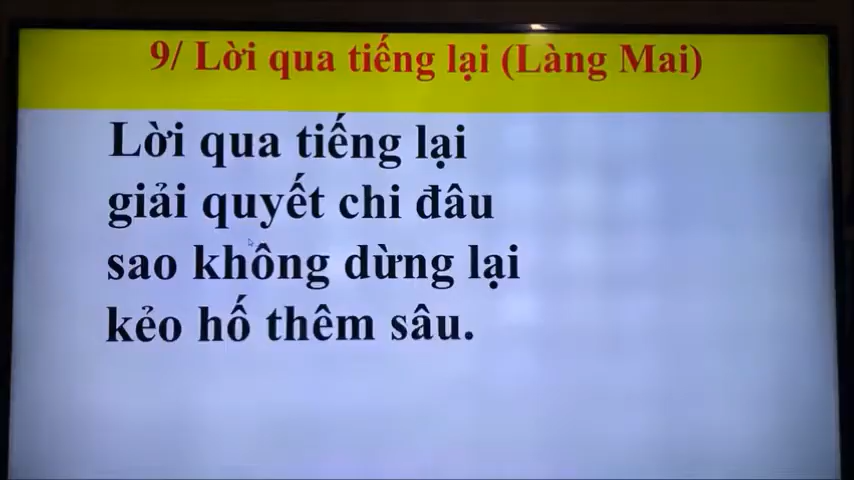 9/ Lời qua tiếng lại (Làng Mai)
Lời qua tiếng lại
giải quyết chi đâu
sao không dừng lại
kẻo hố thêm sâu.